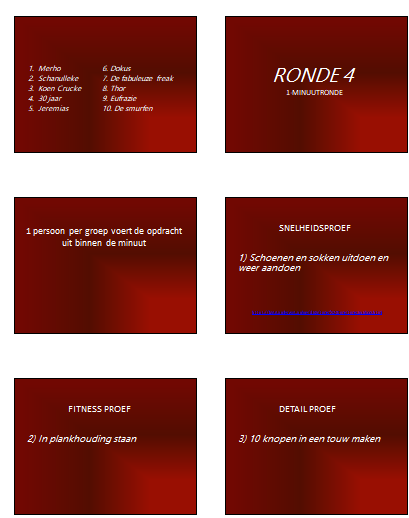 1. Merho
2. Schanulleke
3. Koen Crucke
4. 30 jaar
5. Jeremias
6. Dokus
7. De fabuleuze freak
8. Thor
9. Eufrazie
10. De smurfen
RONDE 4
1-MINUUTRONDE
1 persoon per groep voert de opdracht
uit binnen de minuut
SNELHEIDSPROEF
1) Schoenen en sokken uitdoen en
weer aandoen
FITNESS PROEF
2) In plankhouding staan
DETAIL PROEF
3) 10 knopen in een touw maken